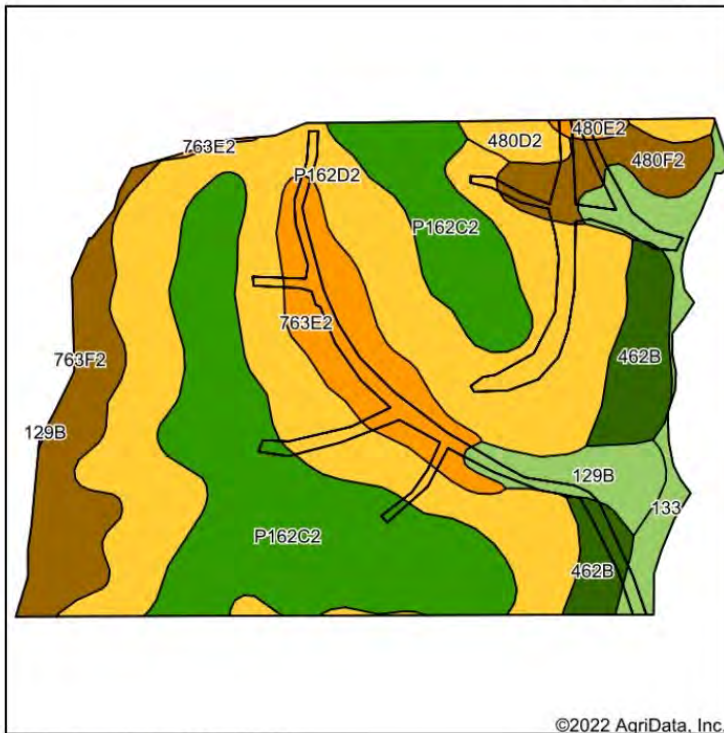 480E2
763E2
480D2
480F2
P162D2
P162C2
763E2
763F2
462B
129B
129B
133
P162C2
462B
©2022 AgriData, Inc.